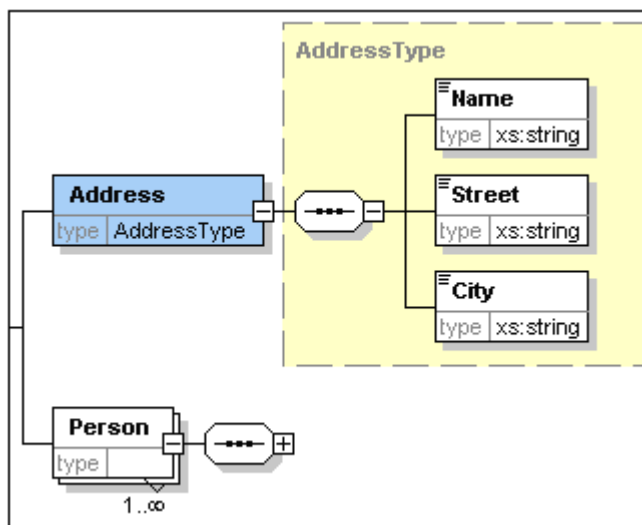 AddressType
Name
type xs:string
Address
type AddressType
Street
type xs:string
City
type xs:string
Person
type
1..∞